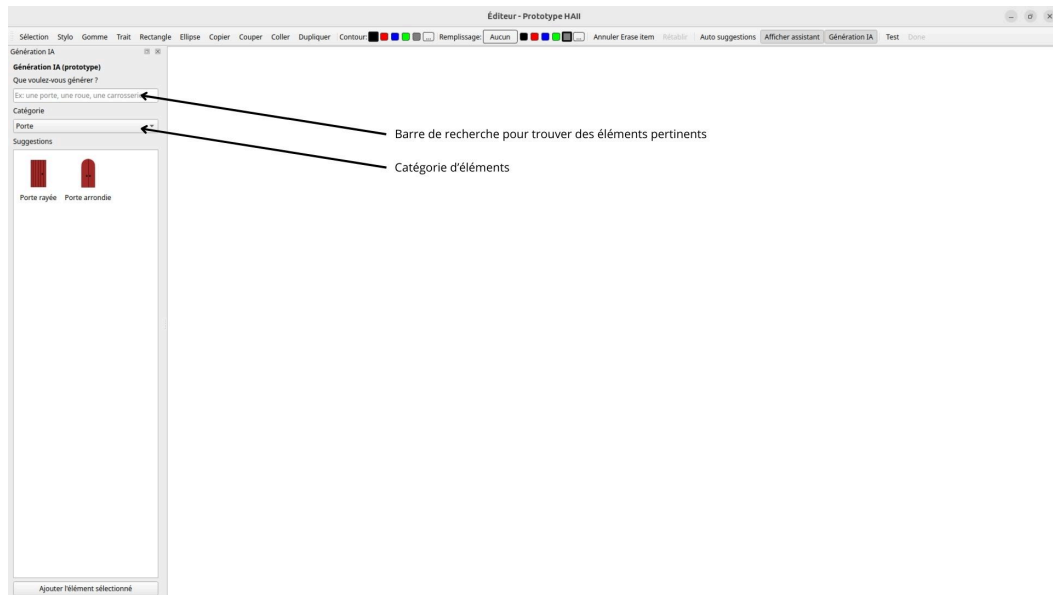 Éditeur - Prototype HAII
Sélection Stylo Gomme Trait Rectangle Ellipse Copier Couper Coller Dupliquer Contour: ... Remplissage: Aucun ... Annuler Erase item Rétablir Auto suggestions Afficher assistant Génération IA Test Done
Génération IA
Génération IA (prototype)
Que voulez-vous générer ?
Ex: une porte, une roue, une carrosserie
Catégorie
Porte
Suggestions
Porte rayée Porte arrondie
Barre de recherche pour trouver des éléments pertinents
Catégorie d'éléments
Ajouter l'élément sélectionné